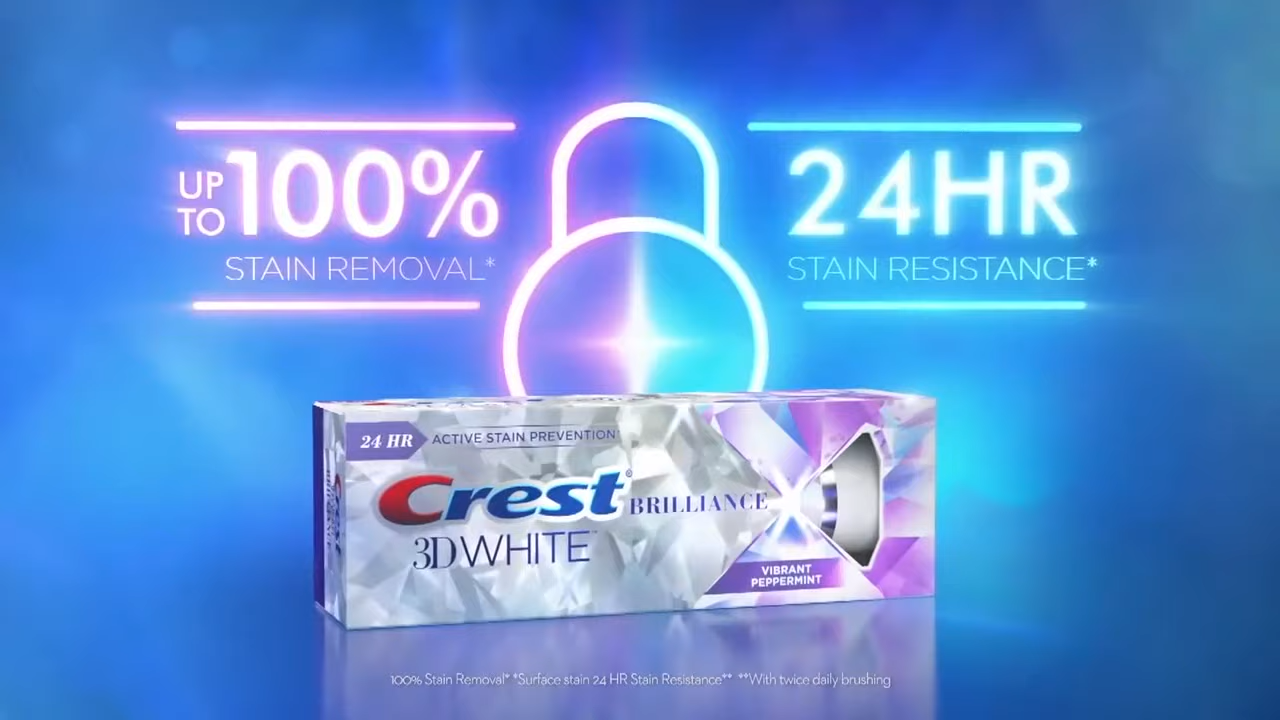 UP TO 100%
STAIN REMOVAL*
24HR
STAIN RESISTANCE*
24 HR ACTIVE STAIN PREVENTION*
Crest BRILLIANCE
3D WHITE
VIBRANT
PEPPERMINT
100% Stain Removal* *Surface stain 24 HR Stain Resistance** **With twice daily brushing